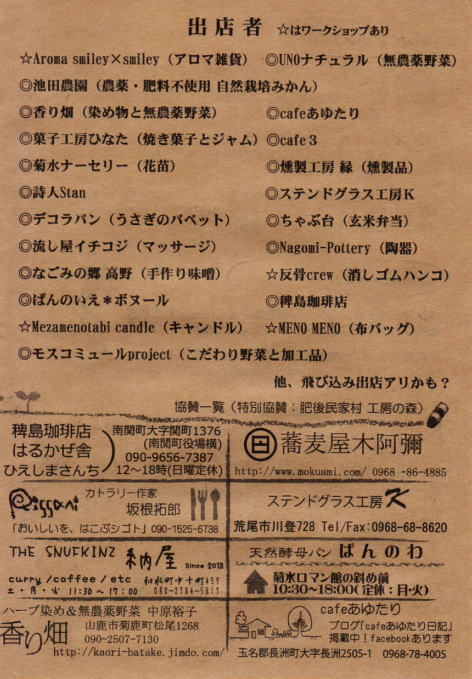 出店者 ☆はワークショップあり
☆Aroma smiley×smiley（アロマ雑貨） ◎UNOナチュラル（無農薬野菜）
◎池田農園（農薬・肥料不使用 自然栽培みかん）
◎香り畑（染め物と無農薬野菜） ◎cafeあゆたり
◎菓子工房ひなた（焼き菓子とジャム） ◎cafe３
◎菊水ナーセリー（花苗） ◎燻製工房 縁（燻製品）
◎詩人Stan ◎ステンドグラス工房Ｋ
◎デコラパン（うさぎのパペット） ◎ちゃぶ台（玄米弁当）
◎流し屋イチコジ（マッサージ） ◎Nagomi-Pottery（陶器）
◎なごみの郷 高野（手作り味噌） ☆反骨crew（消しゴムハンコ）
◎ぱんのいえ＊ボヌール ◎稗島珈琲店
☆Mezamenotabi candle（キャンドル） ☆MENO MENO（布バッグ）
◎モスコミュールproject（こだわり野菜と加工品）
他、飛び込み出店アリかも？
協賛一覧（特別協賛：肥後民家村 工房の森）
稗島珈琲店
はるかぜ舎
ひえしまさんち
南関町大字関町1376
(南関町役場横)
090-9656-7387
12～18時(日曜定休)
蕎麦屋木阿彌
http://www.mokuami.com/ 0968 -86-4885
カトラリー作家
坂根拓郎
「おいしいを、はこぶシゴト」090-1525-6738
ステンドグラス工房K
荒尾市川登728 Tel/Fax:0968-68-8620
THE SNUFKINZ 納屋 Since 2013
curry/coffee/etc
土・月・火 11:30～17:00
天然酵母パン ぱんのわ
菊水ロマン館の斜め前
10:30~18:00(定休：月・火)
ハーブ染め＆無農薬野菜 中原裕子
香り畑
山鹿市菊鹿町松尾1268
090-2507-7130
http://kaori-batake.jimdo.com/
cafeあゆたり
ブログ「cafeあゆたり日記」
掲載中！facebookあります
玉名郡長洲町大字長洲2505-1 0968-78-4005